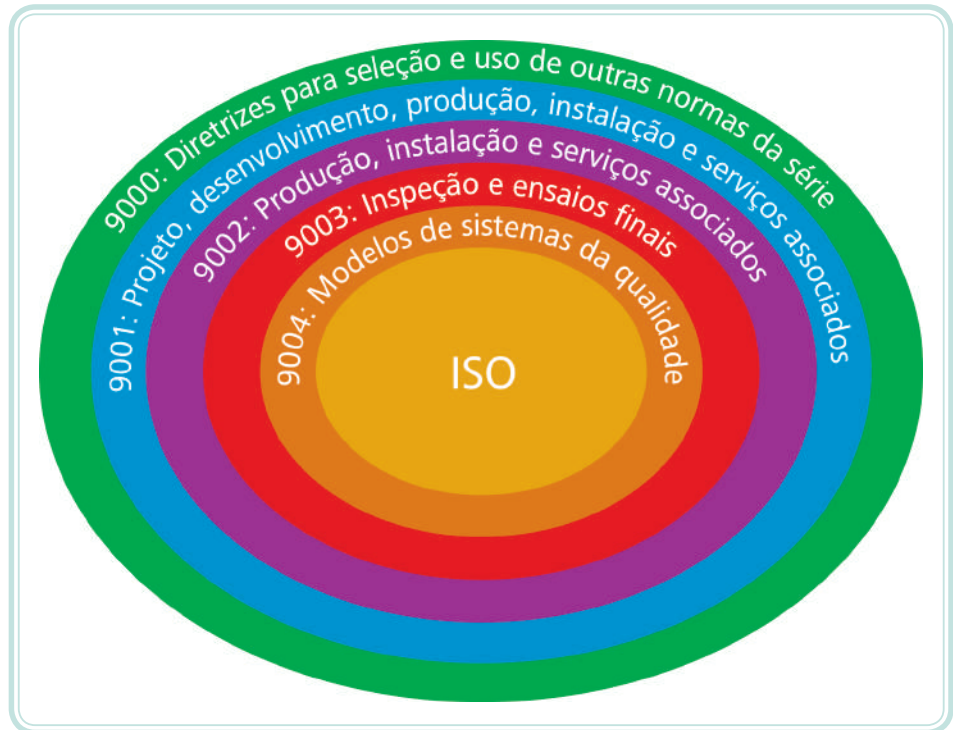 9000: Diretrizes para seleção e uso de outras normas da série
9001: Projeto, desenvolvimento, produção, instalação e serviços associados
9002: Produção, instalação e serviços associados
9003: Inspeção e ensaios finais
9004: Modelos de sistemas da qualidade
ISO